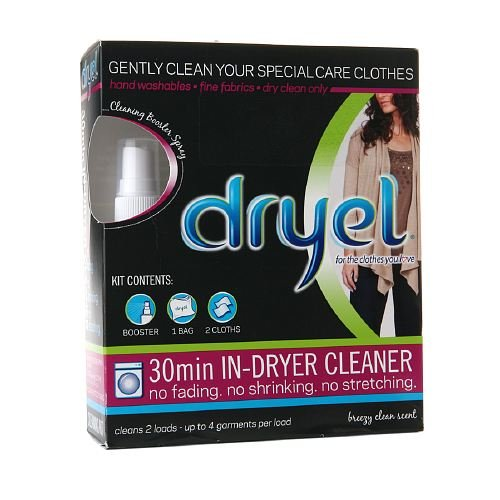 GENTLY CLEAN YOUR SPECIAL CARE CLOTHES
hand washables • fine fabrics • dry clean only
Cleaning Booster Spray
dryel®
for the clothes you love
KIT CONTENTS:
dryel
BOOSTER 1 BAG 2 CLOTHS
30min IN-DRYER CLEANER
no fading. no shrinking. no stretching.
cleans 2 loads - up to 4 garments per load
breezy clean scent